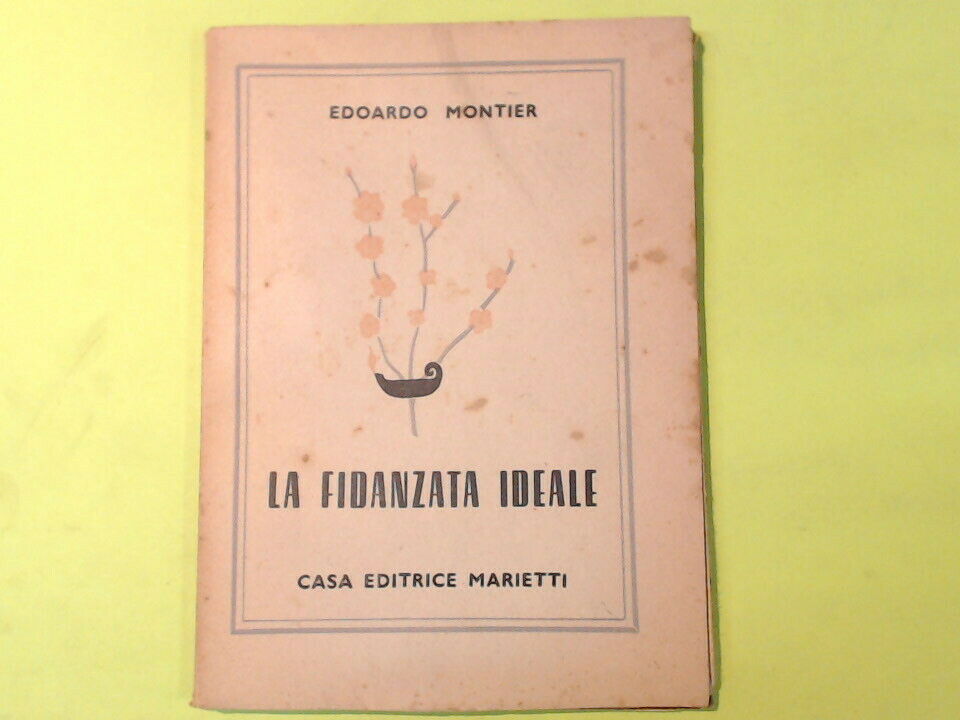 EDOARDO MONTIER
LA FIDANZATA IDEALE
CASA EDITRICE MARIETTI